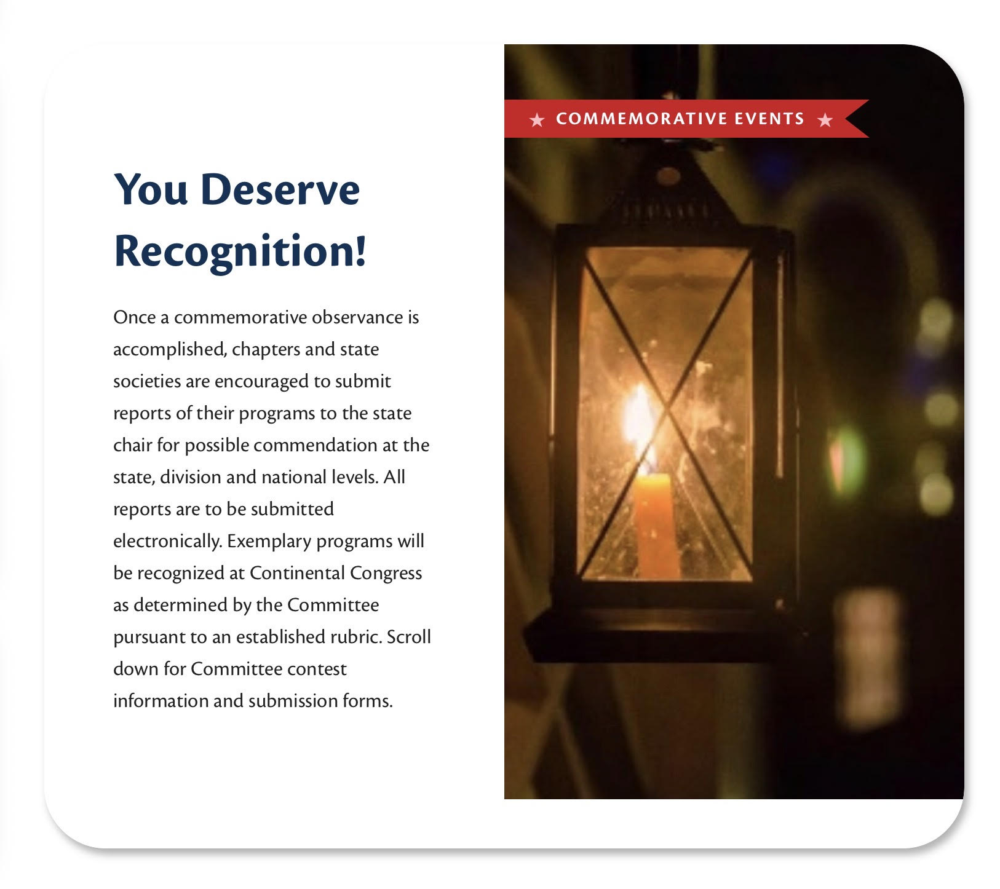 COMMEMORATIVE EVENTS
You Deserve
Recognition!
Once a commemorative observance is
accomplished, chapters and state
societies are encouraged to submit
reports of their programs to the state
chair for possible commendation at the
state, division and national levels. All
reports are to be submitted
electronically. Exemplary programs will
be recognized at Continental Congress
as determined by the Committee
pursuant to an established rubric. Scroll
down for Committee contest
information and submission forms.